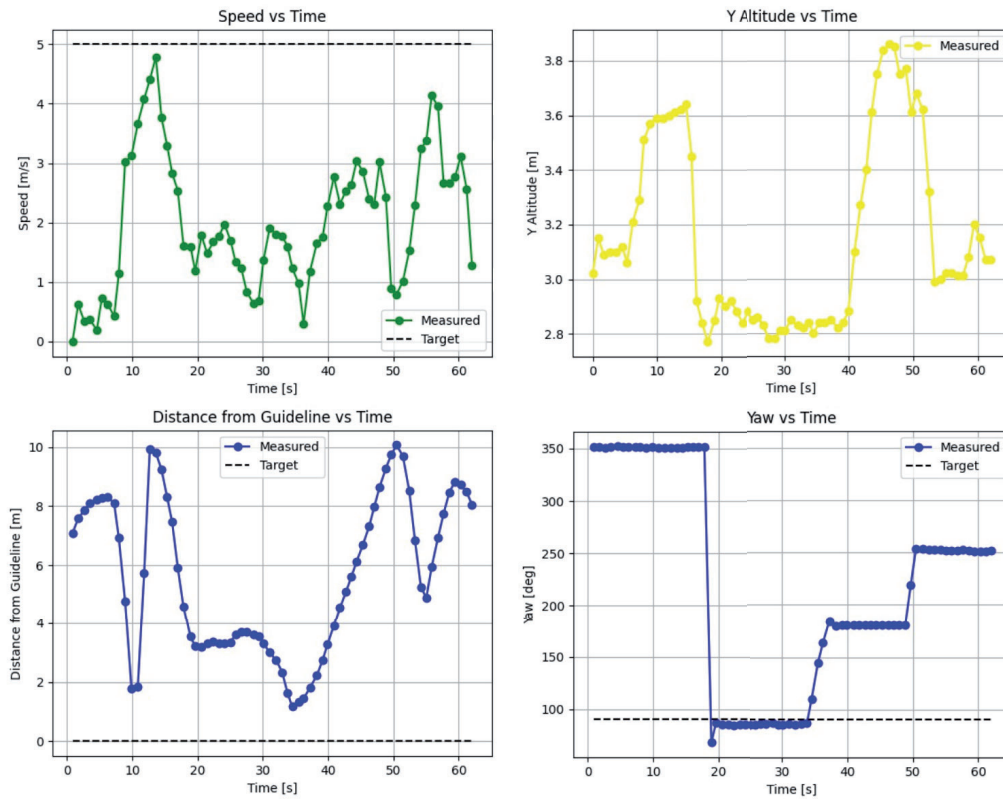 Speed vs Time
5
4
3
2
1
0
Speed [m/s]
Measured
Target
0 10 20 30 40 50 60
Time [s]
Y Altitude vs Time
3.8
3.6
3.4
3.2
3.0
2.8
Y Altitude [m]
Measured
0 10 20 30 40 50 60
Time [s]
Distance from Guideline vs Time
10
8
6
4
2
0
Distance from Guideline [m]
Measured
Target
0 10 20 30 40 50 60
Time [s]
Yaw vs Time
350
300
250
200
150
100
Yaw [deg]
Measured
Target
0 10 20 30 40 50 60
Time [s]